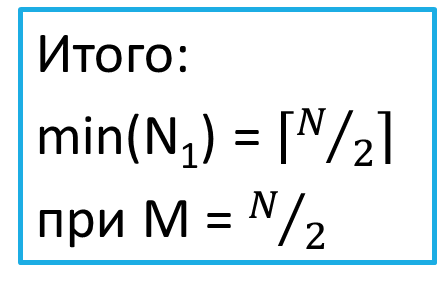 Итого:
min(N₁) = ⌈N/2⌉
при M = N/2